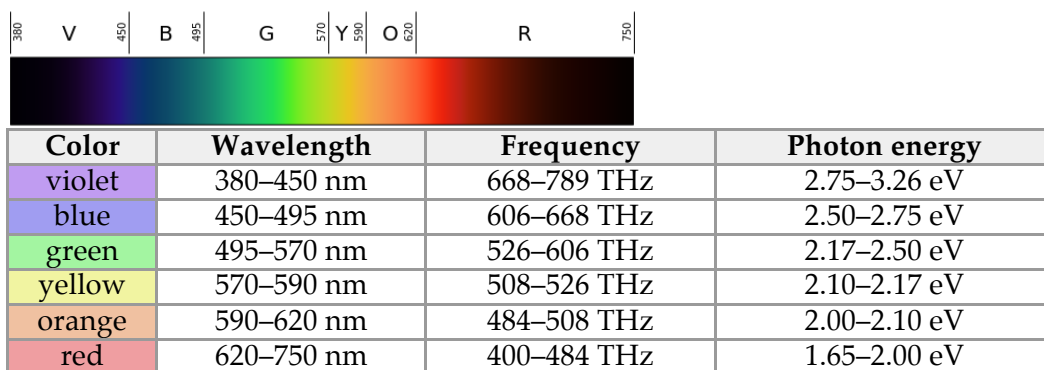 380 V 450 B 495 G 570 Y 590 O 620 R 750
Color Wavelength Frequency Photon energy
violet 380–450 nm 668–789 THz 2.75–3.26 eV
blue 450–495 nm 606–668 THz 2.50–2.75 eV
green 495–570 nm 526–606 THz 2.17–2.50 eV
yellow 570–590 nm 508–526 THz 2.10–2.17 eV
orange 590–620 nm 484–508 THz 2.00–2.10 eV
red 620–750 nm 400–484 THz 1.65–2.00 eV